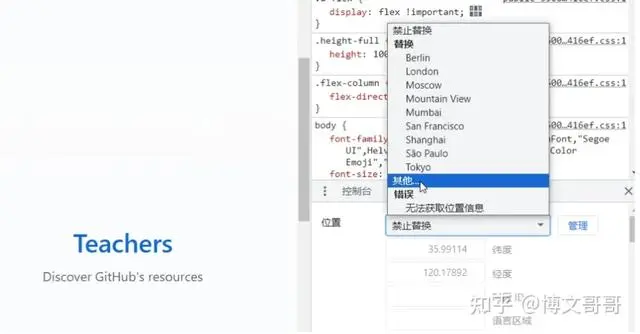 display: flex !important;
.height-full {
500...416ef.css:1
height: 100
.flex-column {
500...416ef.css:1
flex-direc
body {
500...416ef.css:1
font-family
Font,"Segoe
UI",Helv
Color
Emoji","
font-size:
禁止替换
替换
Berlin
London
Moscow
Mountain View
Mumbai
San Francisco
Shanghai
São Paulo
Tokyo
其他...
错误
无法获取位置信息
控制台
位置
禁止替换
管理
35.99114
纬度
120.17892
经度
语言区域
Teachers
Discover GitHub's resources
知乎 @博文哥哥